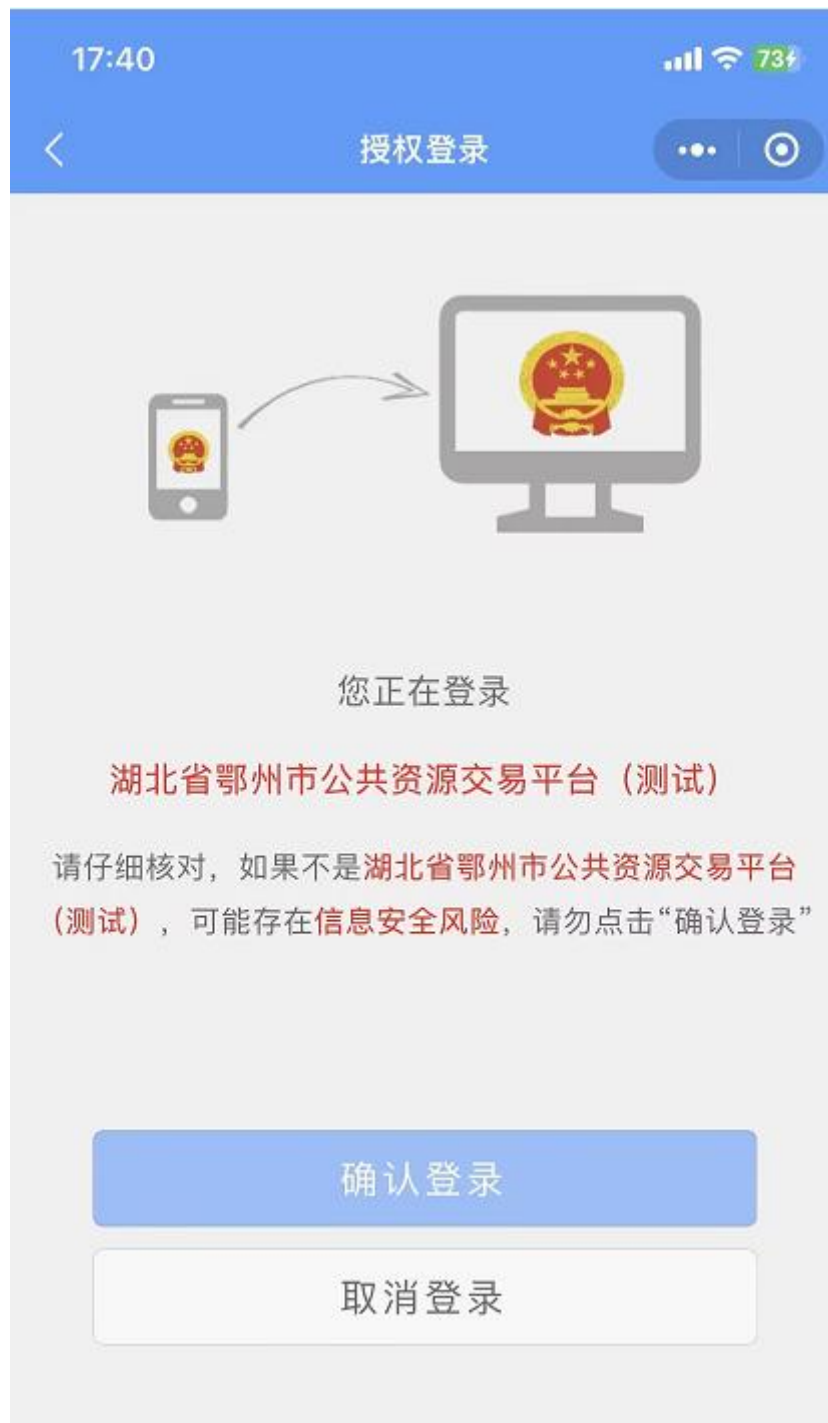 17:40
73
授权登录
您正在登录
湖北省鄂州市公共资源交易平台（测试）
请仔细核对，如果不是湖北省鄂州市公共资源交易平台
（测试），可能存在信息安全风险，请勿点击“确认登录”
确认登录
取消登录